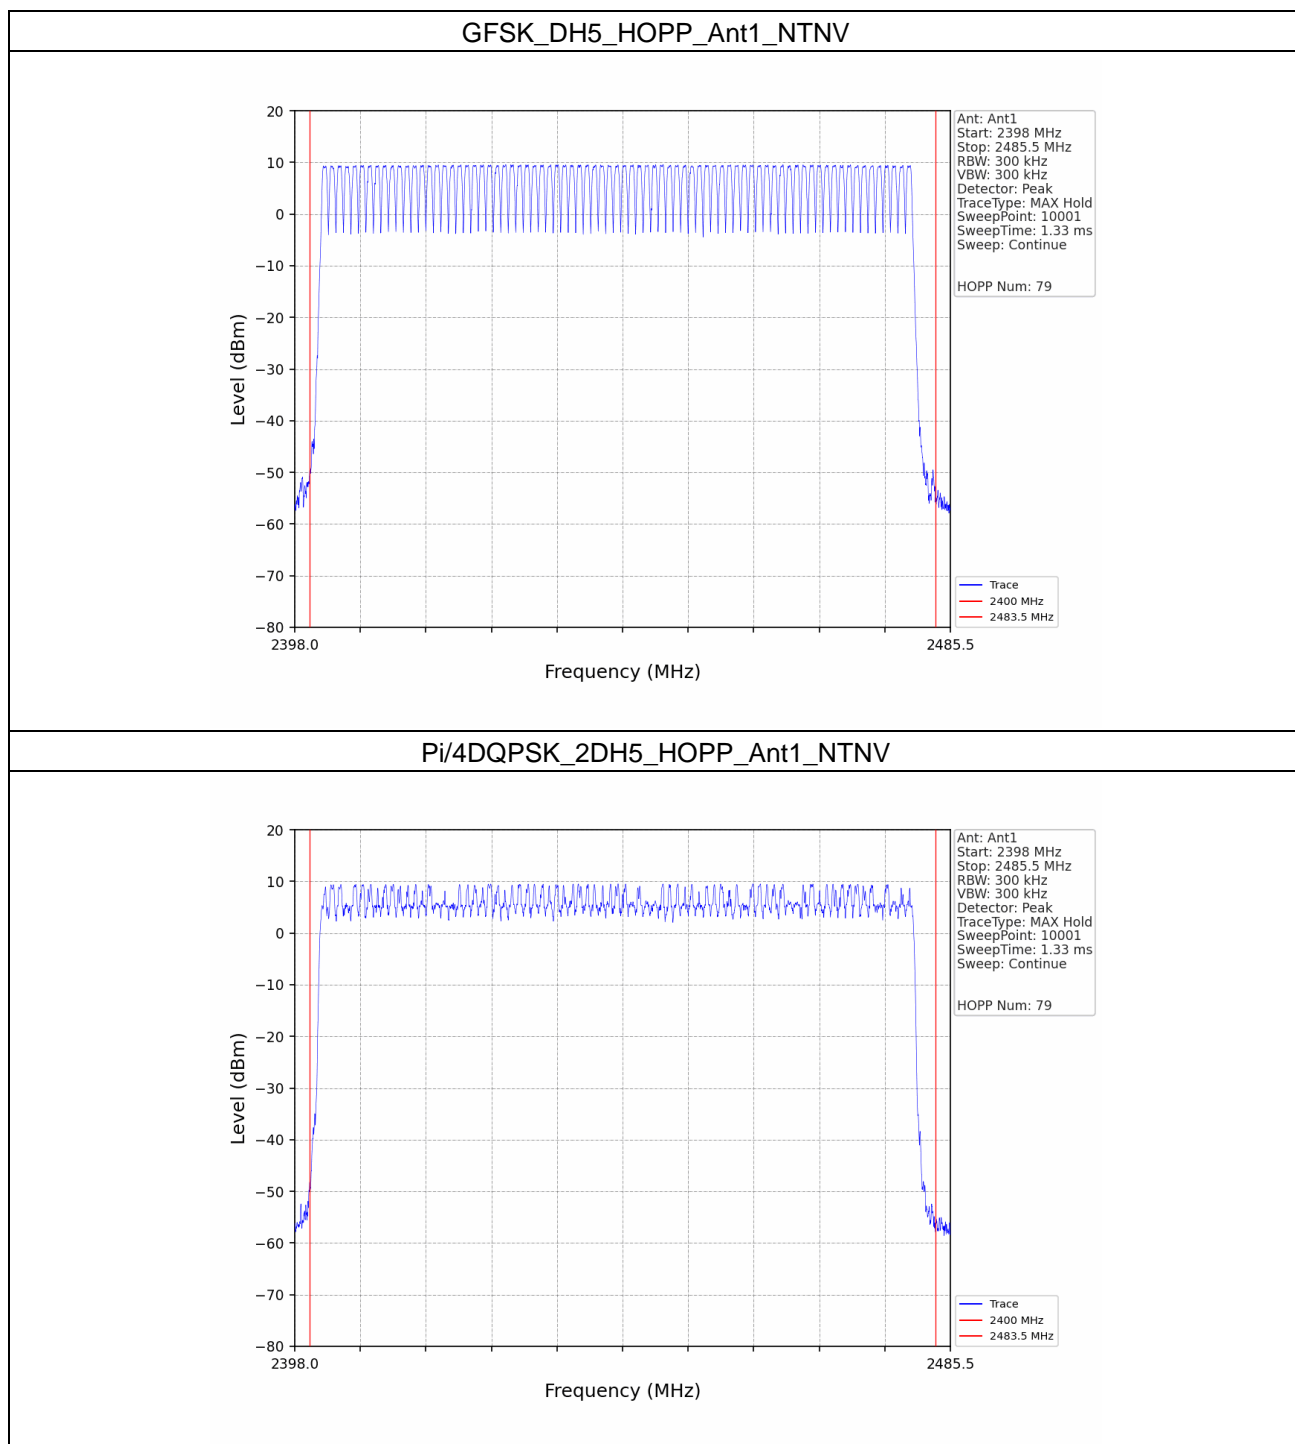 GFSK_DH5_HOPP_Ant1_NTNV
20
10
0
−10
−20
−30
−40
−50
−60
−70
−80
Level (dBm)
2398.0
2485.5
Frequency (MHz)
Ant: Ant1
Start: 2398 MHz
Stop: 2485.5 MHz
RBW: 300 kHz
VBW: 300 kHz
Detector: Peak
TraceType: MAX Hold
SweepPoint: 10001
SweepTime: 1.33 ms
Sweep: Continue
HOPP Num: 79
Trace
2400 MHz
2483.5 MHz
Pi/4DQPSK_2DH5_HOPP_Ant1_NTNV
20
10
0
−10
−20
−30
−40
−50
−60
−70
−80
Level (dBm)
2398.0
2485.5
Frequency (MHz)
Ant: Ant1
Start: 2398 MHz
Stop: 2485.5 MHz
RBW: 300 kHz
VBW: 300 kHz
Detector: Peak
TraceType: MAX Hold
SweepPoint: 10001
SweepTime: 1.33 ms
Sweep: Continue
HOPP Num: 79
Trace
2400 MHz
2483.5 MHz